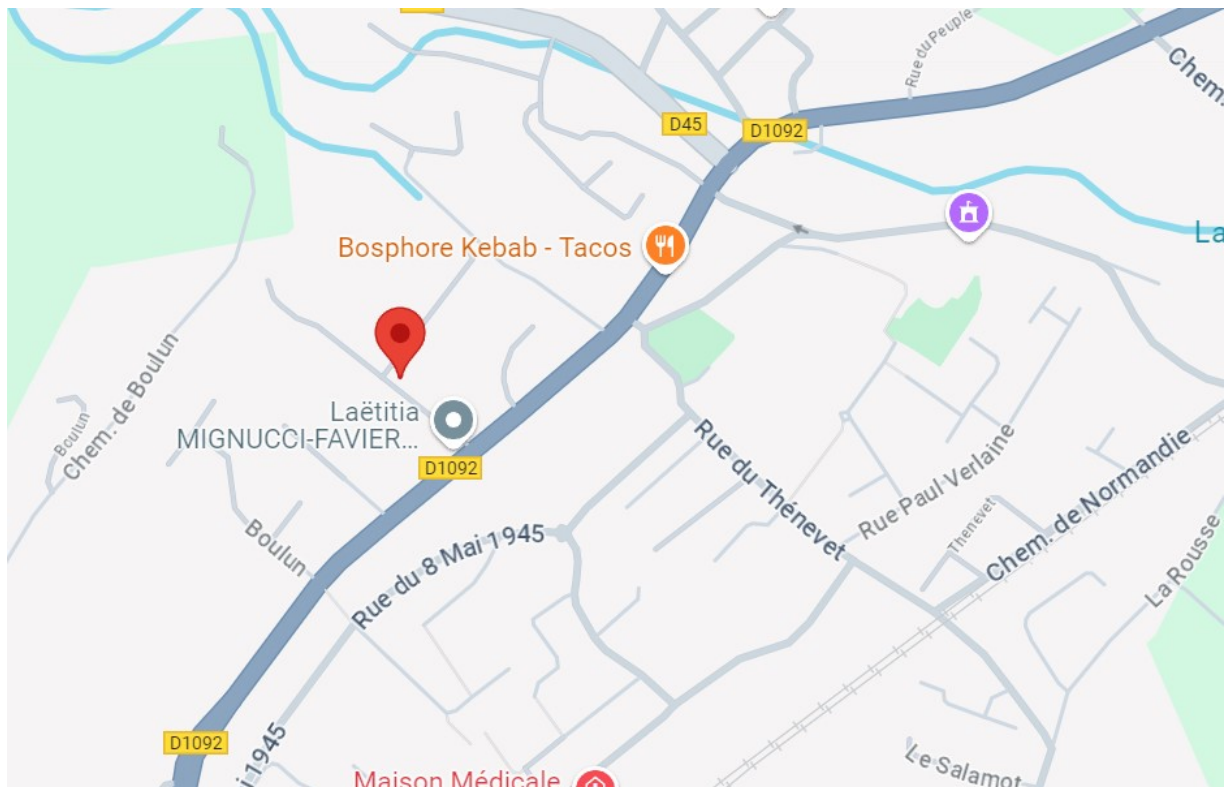 Rue du Peuple
Chem.
D45
D1092
Bosphore Kebab - Tacos
La
Chem. de Boulun
Boulun
Laëtitia
MIGNUCCI-FAVIER...
D1092
Boulun
Rue du 8 Mai 1945
Rue du Thénevet
Rue Paul Verlaine
Thenevet
Chem. de Normandie
La Rousse
D1092
i 1945
Maison Médicale
Le Salamot